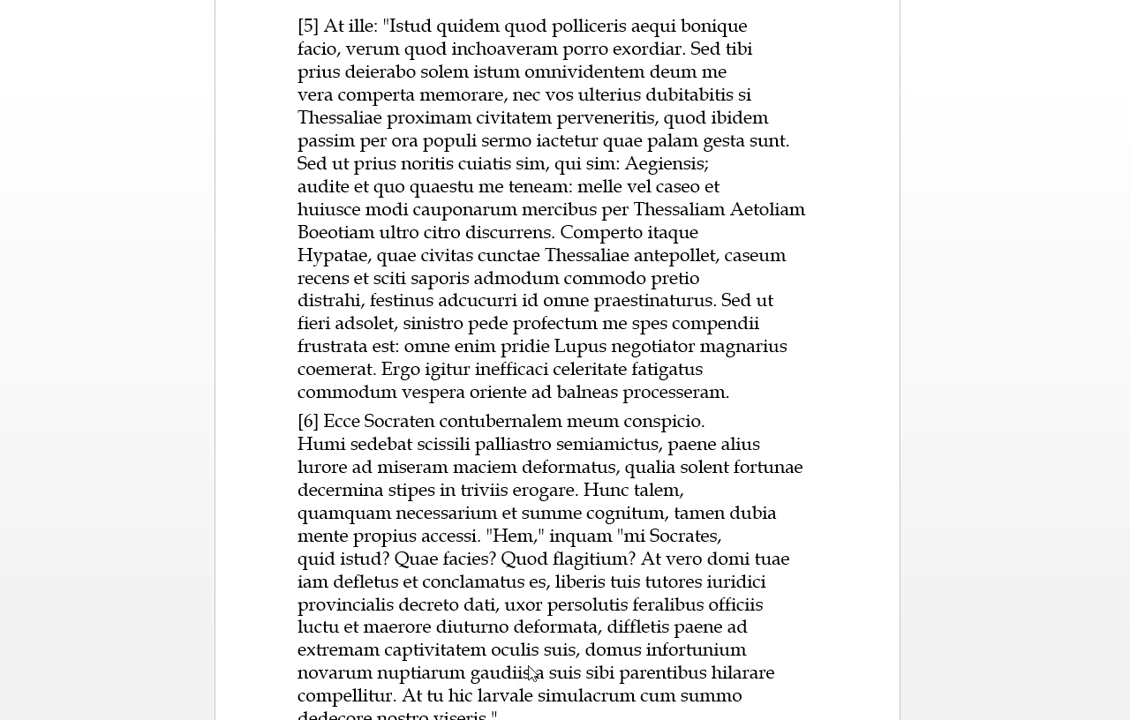 [5] At ille: "Istud quidem quod polliceris aequi bonique
facio, verum quod inchoaveram porro exordiar. Sed tibi
prius deierabo solem istum omnividentem deum me
vera comperta memorare, nec vos ulterius dubitabitis si
Thessaliae proximam civitatem perveneritis, quod ibidem
passim per ora populi sermo iactetur quae palam gesta sunt.
Sed ut prius noritis cuiatis sim, qui sim: Aegiensis;
audite et quo quaestu me teneam: melle vel caseo et
huiusce modi cauponarum mercibus per Thessaliam Aetoliam
Boeotiam ultro citro discurrens. Comperto itaque
Hypatae, quae civitas cunctae Thessaliae antepollet, caseum
recens et sciti saporis admodum commodo pretio
distrahi, festinus adcucurri id omne praestinaturus. Sed ut
fieri adsolet, sinistro pede profectum me spes compendii
frustrata est: omne enim pridie Lupus negotiator magnarius
coemerat. Ergo igitur inefficaci celeritate fatigatus
commodum vespera oriente ad balneas processeram.
[6] Ecce Socraten contubernalem meum conspicio.
Humi sedebat scissili palliastro semiamictus, paene alius
lurore ad miseram maciem deformatus, qualia solent fortunae
decermina stipes in triviis erogare. Hunc talem,
quamquam necessarium et summe cognitum, tamen dubia
mente propius accessi. "Hem," inquam "mi Socrates,
quid istud? Quae facies? Quod flagitium? At vero domi tuae
iam defletus et conclamatus es, liberis tuis tutores iuridici
provincialis decreto dati, uxor persolutis feralibus officiis
luctu et maerore diuturno deformata, diffletis paene ad
extremam captivitatem oculis suis, domus infortunium
novarum nuptiarum gaudiis a suis sibi parentibus hilarare
compellitur. At tu hic larvale simulacrum cum summo
dedecore nostro viseris."